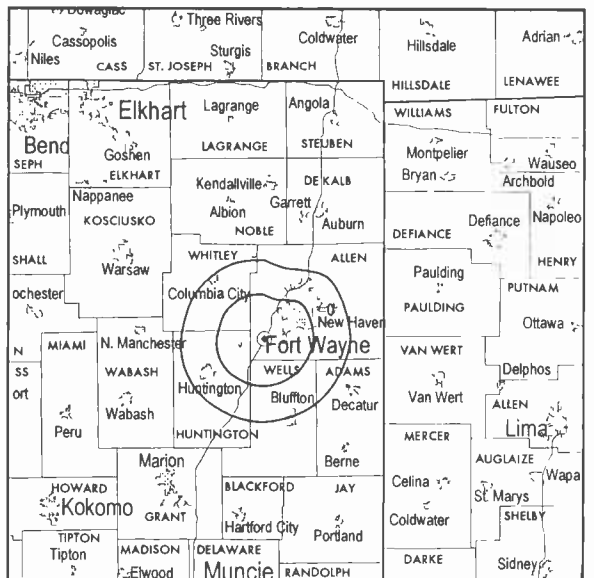 Dowagiac
Three Rivers
Cassopolis
Coldwater
Hillsdale
Adrian
Niles
Sturgis
CASS
ST. JOSEPH
BRANCH
HILLSDALE
LENAWEE
Elkhart
Lagrange
Angola
WILLIAMS
FULTON
Bend
LAGRANGE
STEUBEN
Goshen
Montpelier
Wauseo
SEPH
ELKHART
Kendallville
DE KALB
Bryan
Archbold
Nappanee
Albion
Garrett
Plymouth
KOSCIUSKO
NOBLE
Auburn
Defiance
Napoleo
DEFIANCE
SHALL
WHITLEY
ALLEN
HENRY
Warsaw
Paulding
PUTNAM
ochester
Columbia City
PAULDING
New Haven
Ottawa
N. Manchester
Fort Wayne
MIAMI
VAN WERT
N
SS
WABASH
WELLS
ADAMS
Delphos
ort
Huntington
Bluffton
Decatur
Van Wert
ALLEN
Wabash
Peru
HUNTINGTON
MERCER
Lima
Marion
Berne
AUGLAIZE
Wapa
HOWARD
BLACKFORD
JAY
Celina
St. Marys
Kokomo
GRANT
Hartford City
Coldwater
SHELBY
Portland
TIPTON
Tipton
MADISON
DELAWARE
DARKE
Sidney
Elwood
Muncie
RANDOLPH